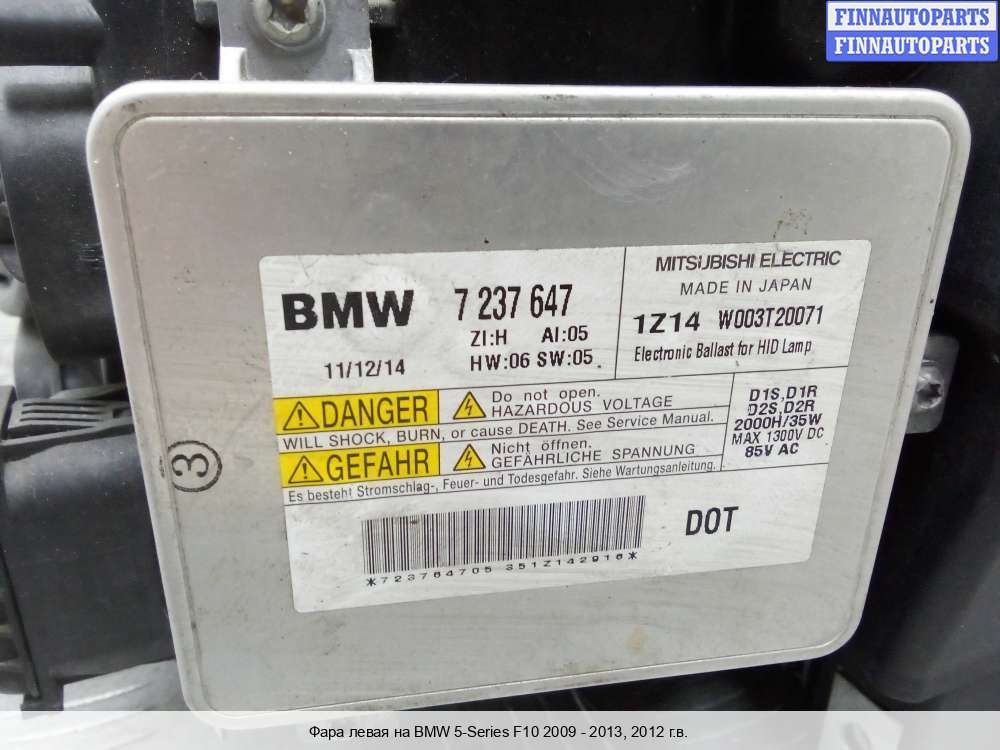 FINNAUTOPARTS
FINNAUTOPARTS
BMW 7 237 647
ZI:H AI:05
HW:06 SW:05
11/12/14
MITSUBISHI ELECTRIC
MADE IN JAPAN
1Z14 W003T20071
Electronic Ballast for HID Lamp
DANGER
Do not open.
HAZARDOUS VOLTAGE
WILL SHOCK, BURN, or cause DEATH. See Service Manual.
GEFAHR
Nicht öffnen.
GEFÄHRLICHE SPANNUNG
Es besteht Stromschlag-, Feuer- und Todesgefahr. Siehe Wartungsanleitung.
D1S,D1R
D2S,D2R
2000H/35W
MAX 1300V DC
85V AC
3
*723764705 351Z142916*
DOT
Фара левая на BMW 5-Series F10 2009 - 2013, 2012 г.в.